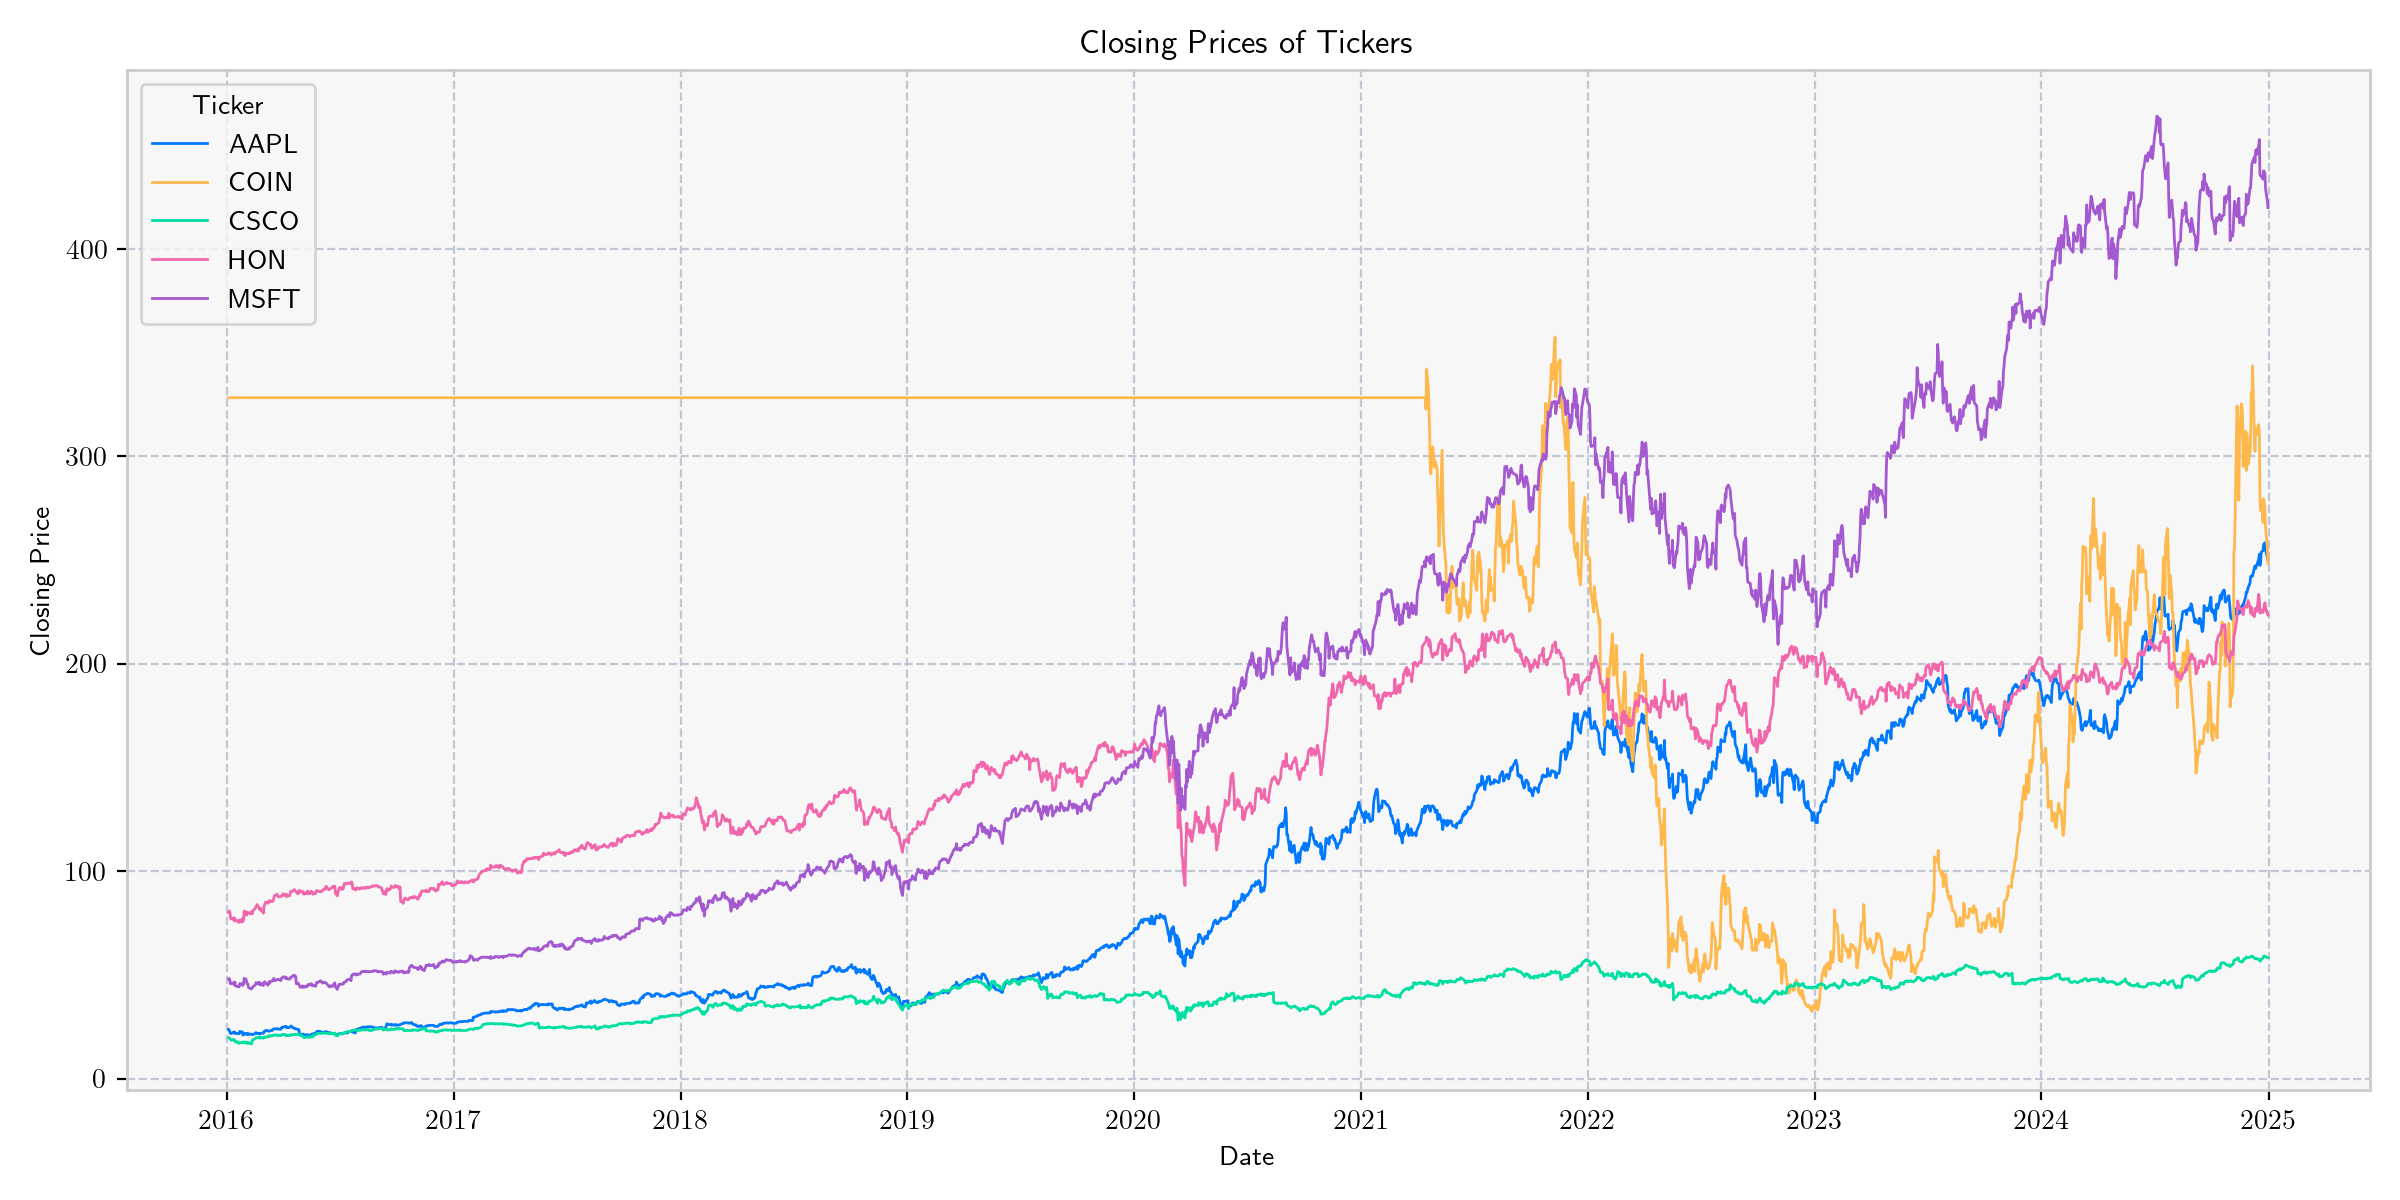 Closing Prices of Tickers
Ticker
AAPL
COIN
CSCO
HON
MSFT
Closing Price
400
300
200
100
0
2016 2017 2018 2019 2020 2021 2022 2023 2024 2025
Date